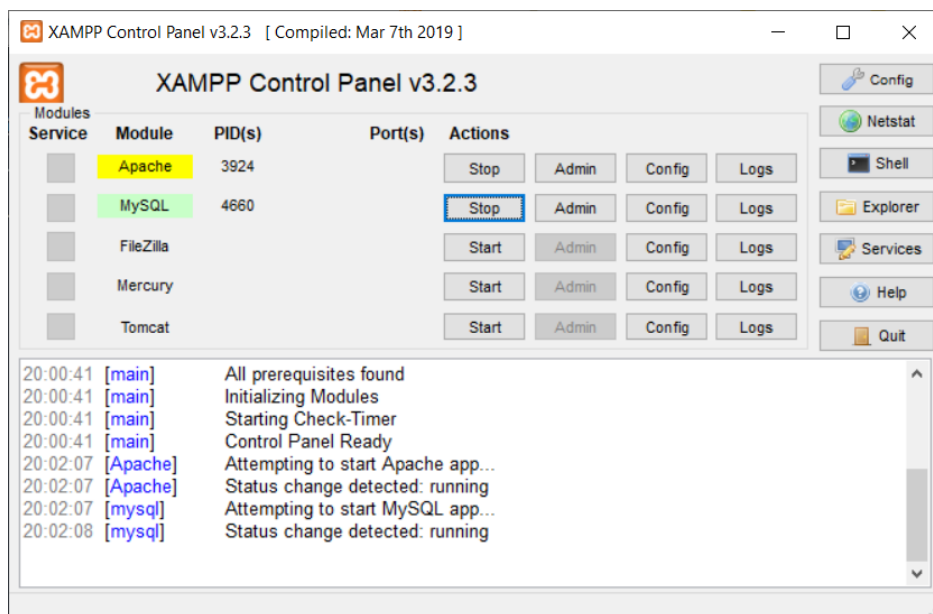 XAMPP Control Panel v3.2.3 [ Compiled: Mar 7th 2019 ]
XAMPP Control Panel v3.2.3
Config
Modules
Service Module PID(s) Port(s) Actions
Netstat
Apache 3924 Stop Admin Config Logs
Shell
MySQL 4660 Stop Admin Config Logs
Explorer
FileZilla Start Admin Config Logs
Services
Mercury Start Admin Config Logs
Help
Tomcat Start Admin Config Logs
Quit
20:00:41 [main] All prerequisites found
20:00:41 [main] Initializing Modules
20:00:41 [main] Starting Check-Timer
20:00:41 [main] Control Panel Ready
20:02:07 [Apache] Attempting to start Apache app...
20:02:07 [Apache] Status change detected: running
20:02:07 [mysql] Attempting to start MySQL app...
20:02:08 [mysql] Status change detected: running